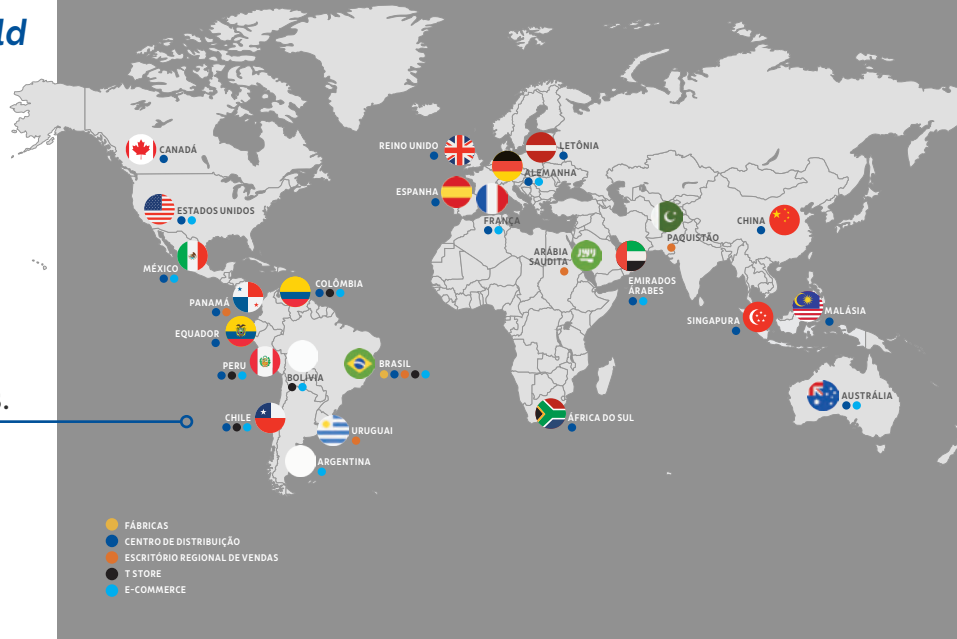 ld
.
CANADÁ
ESTADOS UNIDOS
MÉXICO
PANAMÁ
COLÔMBIA
EQUADOR
PERU
BOLÍVIA
BRASIL
CHILE
URUGUAI
ARGENTINA
REINO UNIDO
LETÔNIA
ALEMANHA
ESPANHA
FRANÇA
ARÁBIA
SAUDITA
EMIRADOS
ÁRABES
PAQUISTÃO
CHINA
SINGAPURA
MALÁSIA
ÁFRICA DO SUL
AUSTRÁLIA
FÁBRICAS
CENTRO DE DISTRIBUIÇÃO
ESCRITÓRIO REGIONAL DE VENDAS
T STORE
E-COMMERCE